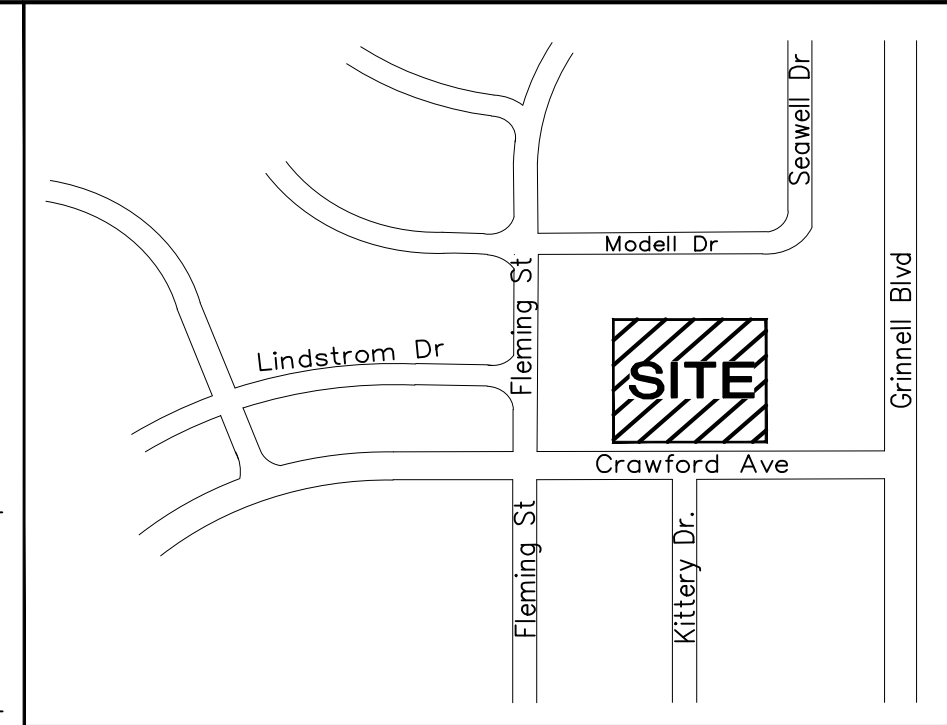 Seawell Dr
Modell Dr
Grinnell Blvd
Fleming St
Lindstrom Dr
SITE
Crawford Ave
Fleming St
Kittery Dr.